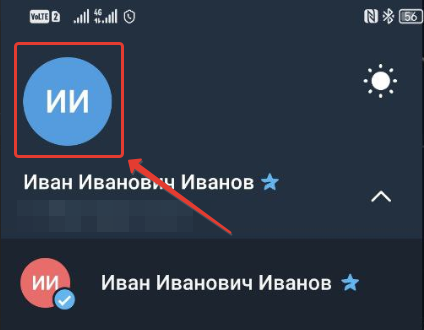 VoLTE 2 4G 56
ИИ
Иван Иванович Иванов
ИИ Иван Иванович Иванов